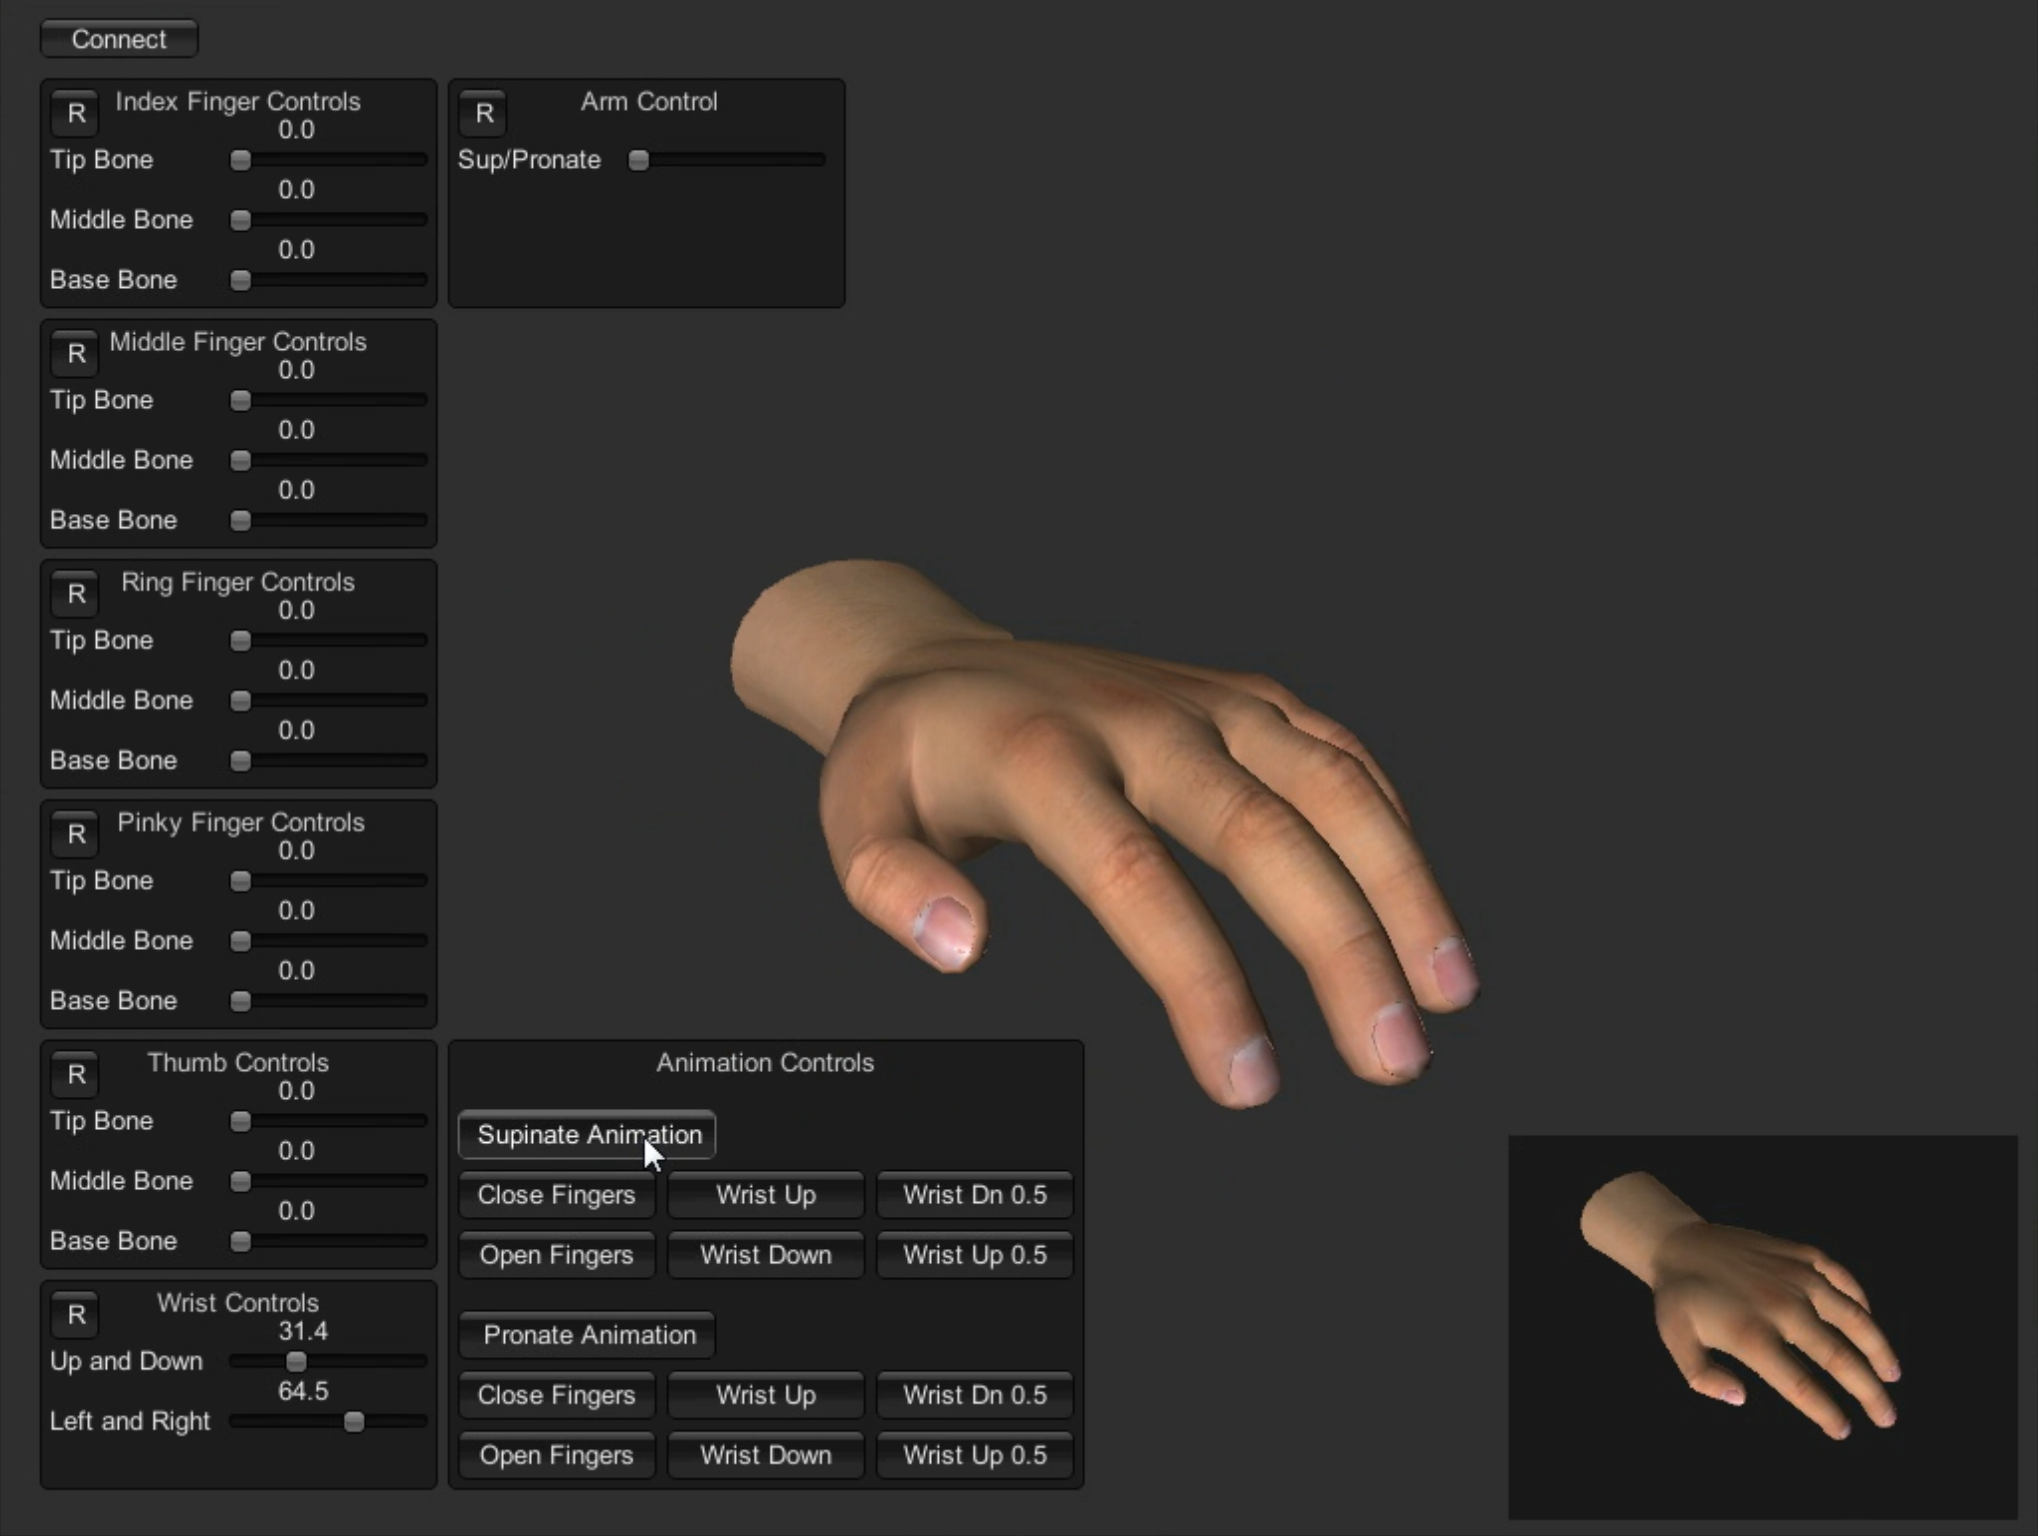 Connect
R Index Finger Controls
0.0
Tip Bone
0.0
Middle Bone
0.0
Base Bone
R Arm Control
Sup/Pronate
R Middle Finger Controls
0.0
Tip Bone
0.0
Middle Bone
0.0
Base Bone
R Ring Finger Controls
0.0
Tip Bone
0.0
Middle Bone
0.0
Base Bone
R Pinky Finger Controls
0.0
Tip Bone
0.0
Middle Bone
0.0
Base Bone
R Thumb Controls
0.0
Tip Bone
0.0
Middle Bone
0.0
Base Bone
R Wrist Controls
31.4
Up and Down
64.5
Left and Right
Animation Controls
Supinate Animation
Close Fingers Wrist Up Wrist Dn 0.5
Open Fingers Wrist Down Wrist Up 0.5
Pronate Animation
Close Fingers Wrist Up Wrist Dn 0.5
Open Fingers Wrist Down Wrist Up 0.5